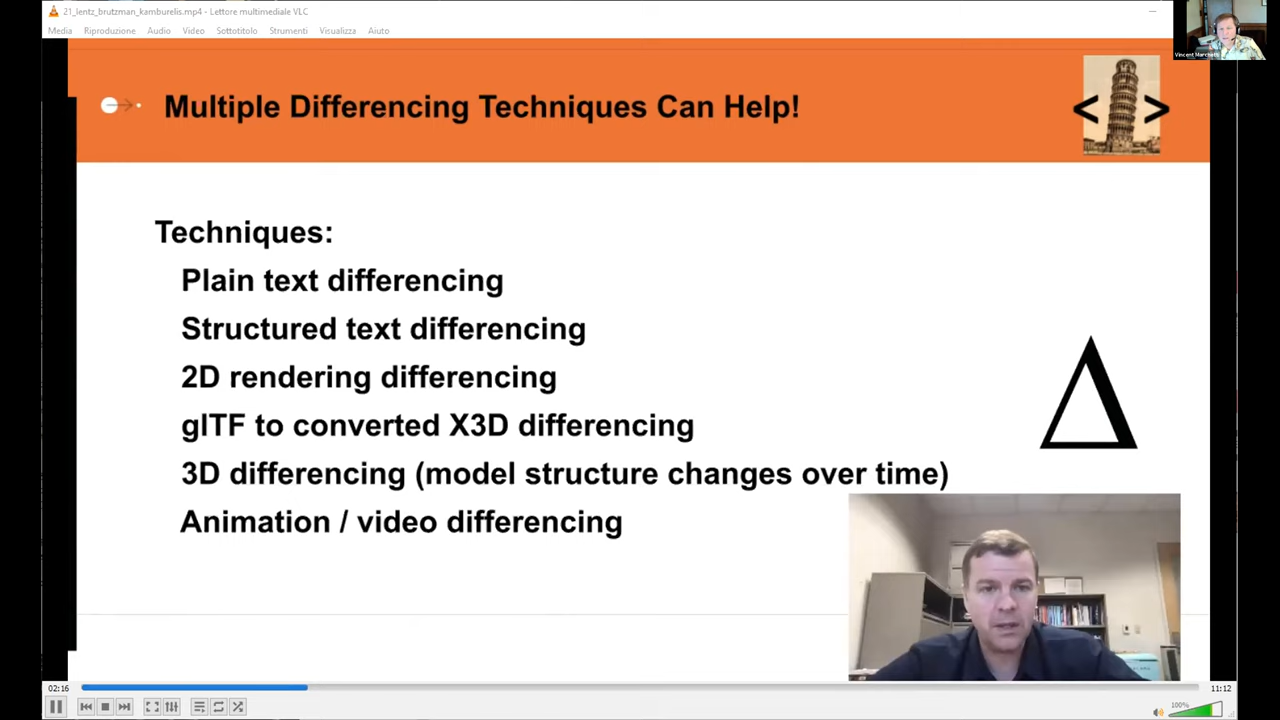 21_lentz_brutzman_kamburelis.mp4 - Lettore multimediale VLC
Media Riproduzione Audio Video Sottotitolo Strumenti Visualizza Aiuto
Vincent Marchetti
Multiple Differencing Techniques Can Help!
< >
Techniques:
Plain text differencing
Structured text differencing
2D rendering differencing
glTF to converted X3D differencing
3D differencing (model structure changes over time)
Animation / video differencing
Δ
02:16
11:12
100%